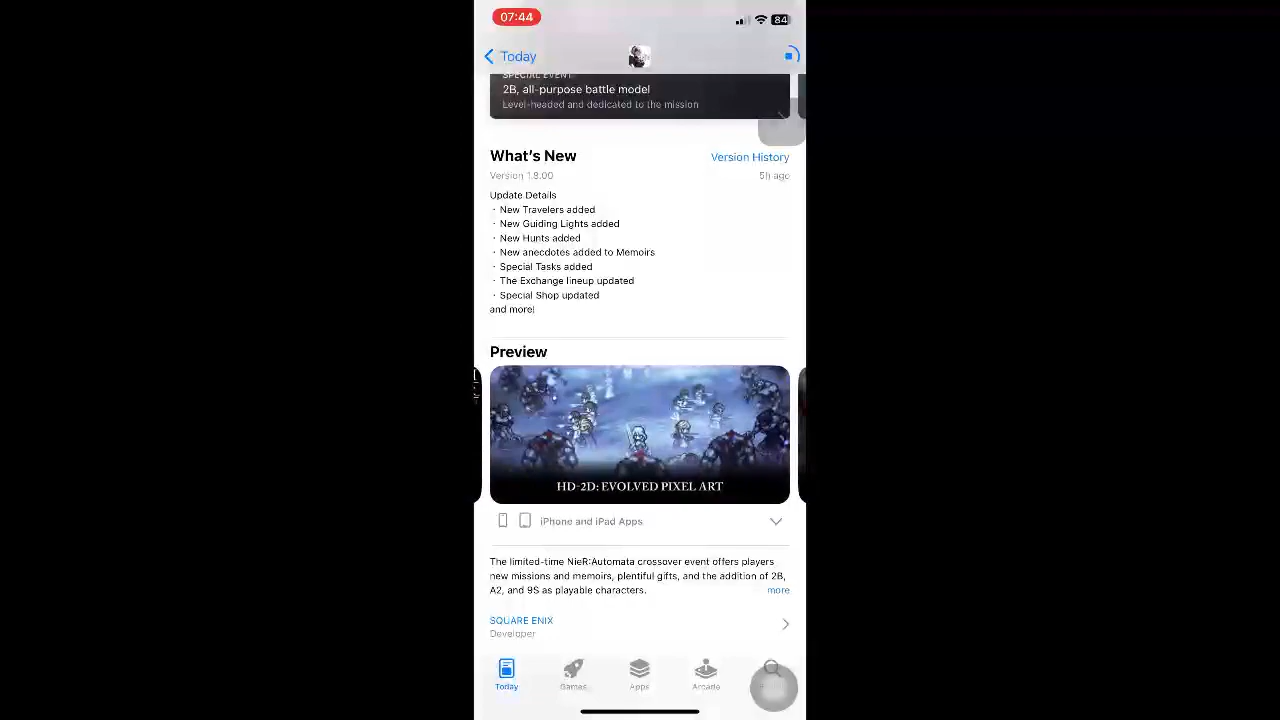 07:44
84
Today
SPECIAL EVENT
2B, all-purpose battle model
Level-headed and dedicated to the mission
What's New
Version History
Version 1.8.00
5h ago
Update Details
・New Travelers added
・New Guiding Lights added
・New Hunts added
・New anecdotes added to Memoirs
・Special Tasks added
・The Exchange lineup updated
・Special Shop updated
and more!
Preview
HD-2D: EVOLVED PIXEL ART
iPhone and iPad Apps
The limited-time NieR:Automata crossover event offers players
new missions and memoirs, plentiful gifts, and the addition of 2B,
A2, and 9S as playable characters.
more
SQUARE ENIX
Developer
Today
Games
Apps
Arcade